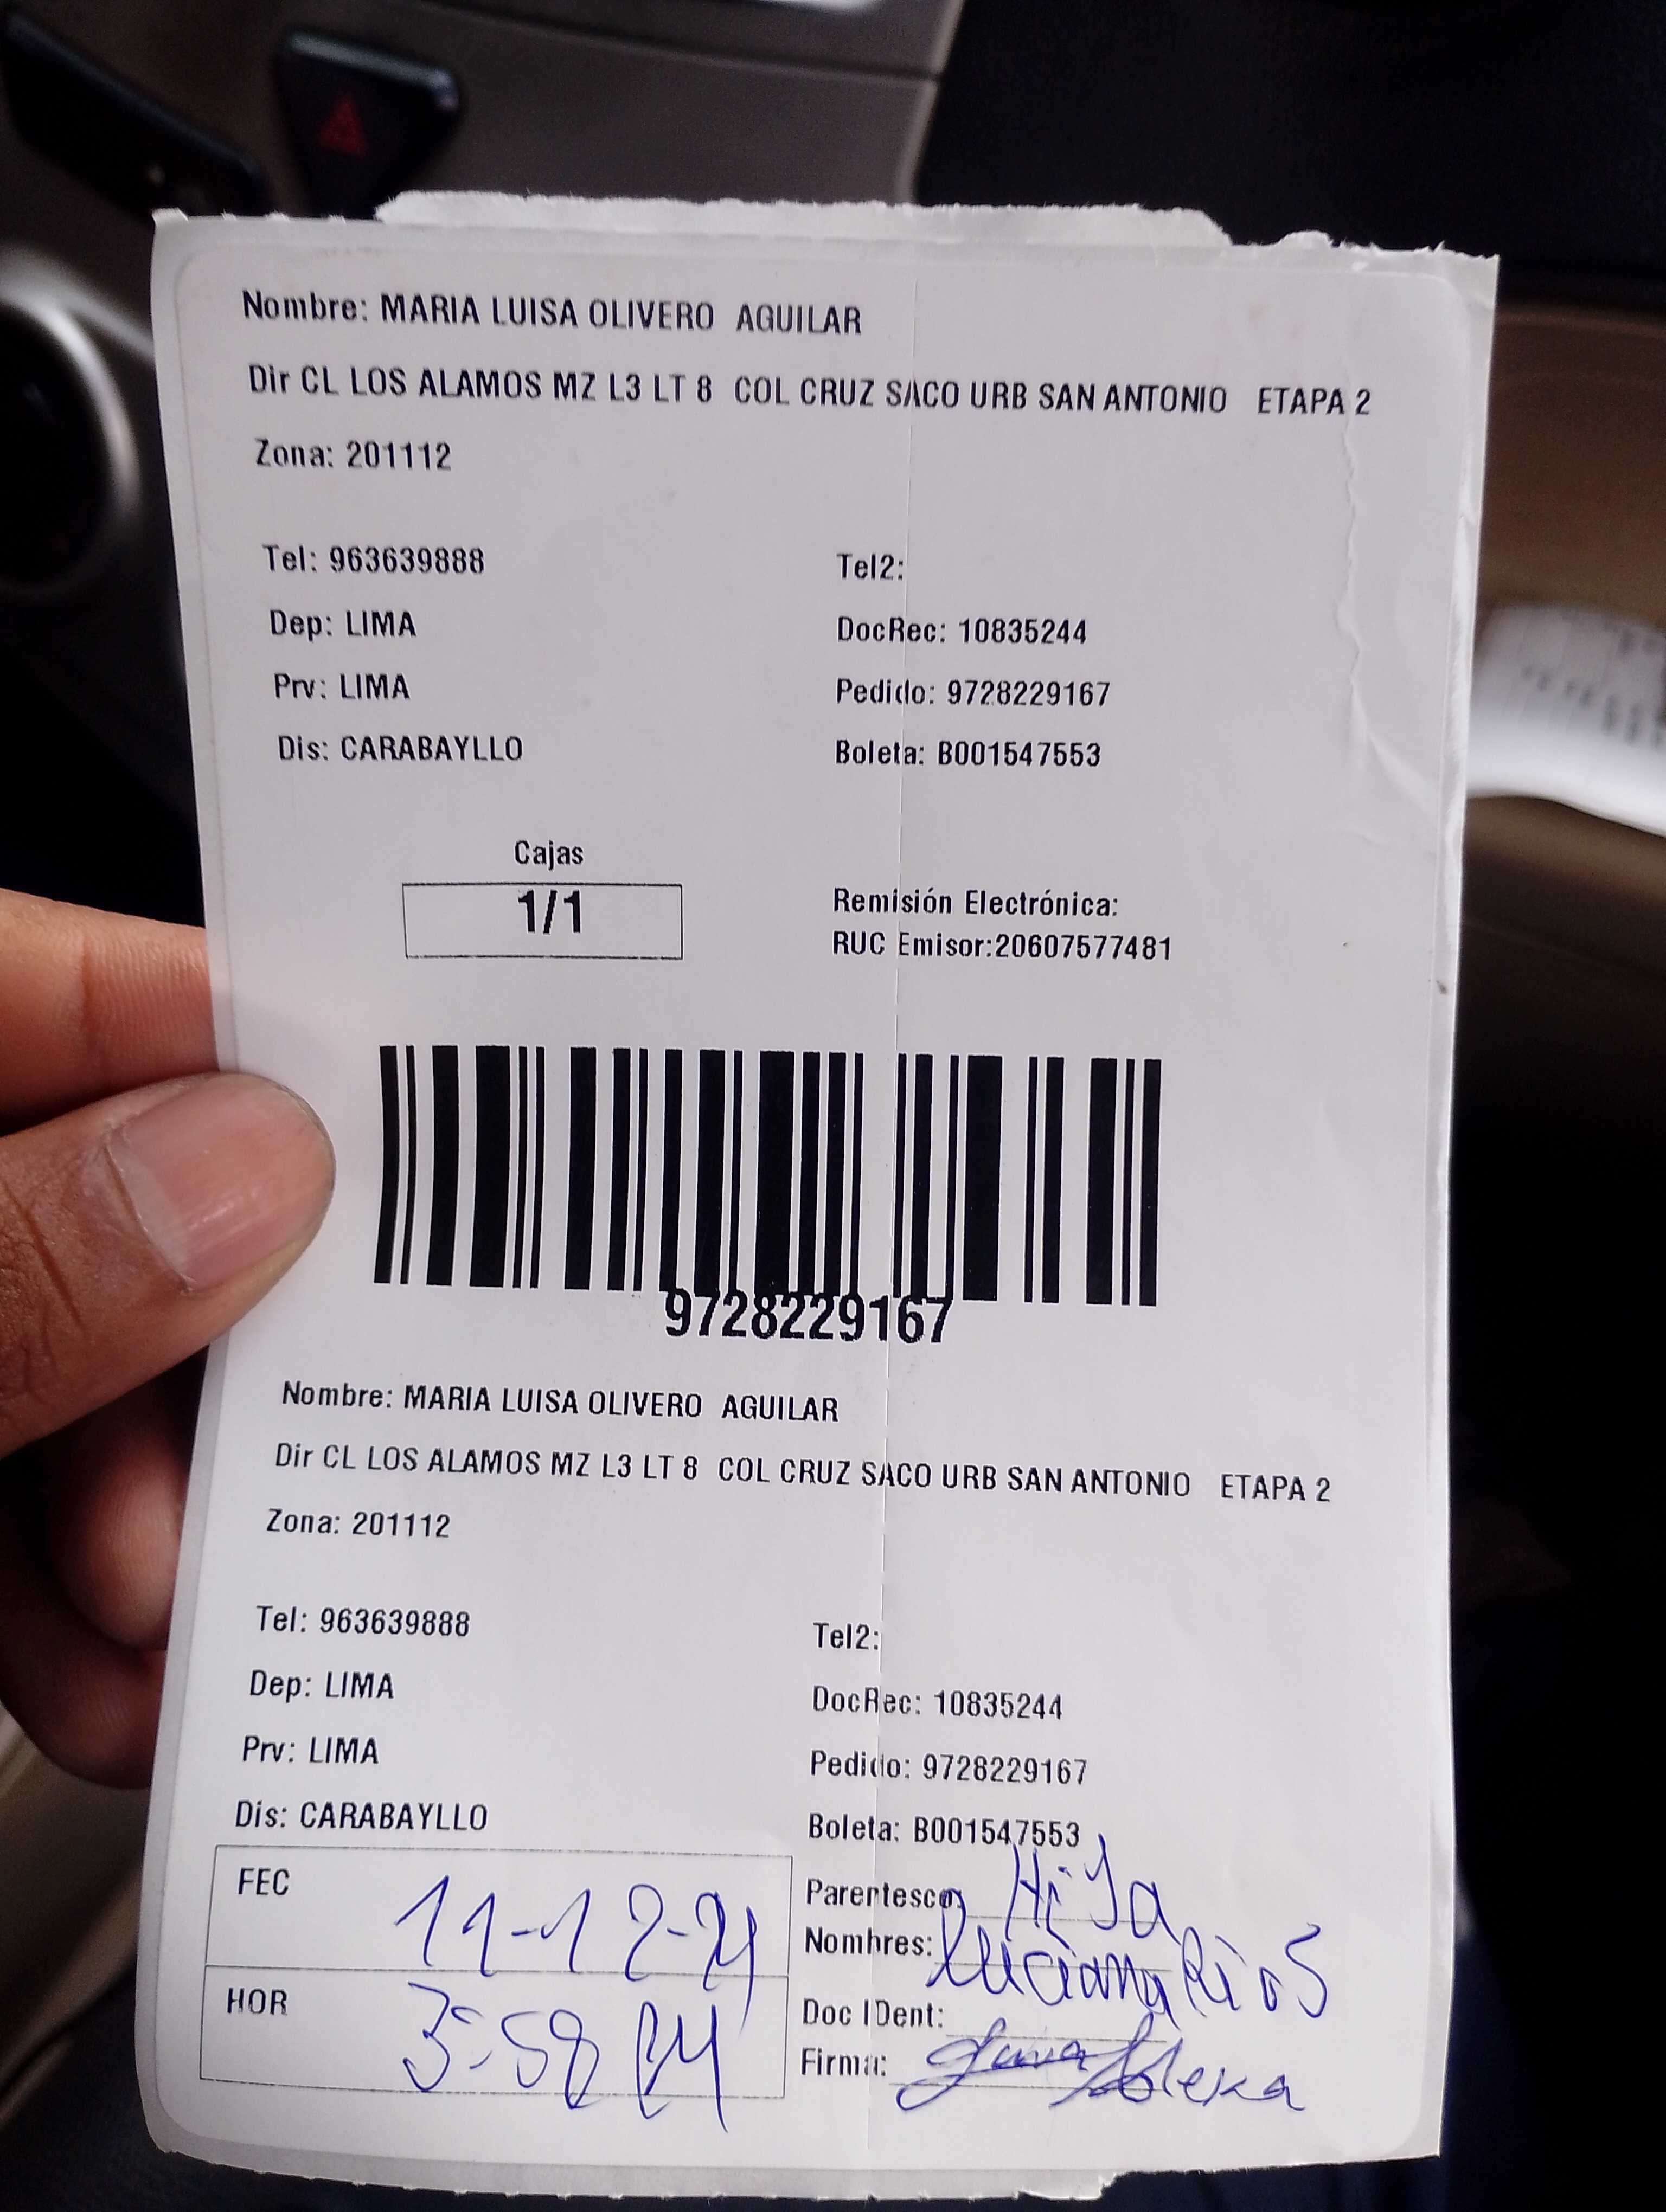 Nombre: MARIA LUISA OLIVERO AGUILAR
Dir CL LOS ALAMOS MZ L3 LT 8 COL CRUZ SACO URB SAN ANTONIO ETAPA 2
Zona: 201112
Tel: 963639888 Tel2:
Dep: LIMA DocRec: 10835244
Prv: LIMA Pedido: 9728229167
Dis: CARABAYLLO Boleta: B001547553
Cajas
1/1
Remisión Electrónica:
RUC Emisor:20607577481
9728229167
Nombre: MARIA LUISA OLIVERO AGUILAR
Dir CL LOS ALAMOS MZ L3 LT 8 COL CRUZ SACO URB SAN ANTONIO ETAPA 2
Zona: 201112
Tel: 963639888 Tel2:
Dep: LIMA DocRec: 10835244
Prv: LIMA Pedido: 9728229167
Dis: CARABAYLLO Boleta: B001547553
FEC 11-12-21
HOR 3:58 PM
Parentesco: HiJa
Nombres: Luciana RioS
Doc IDent:
Firma: